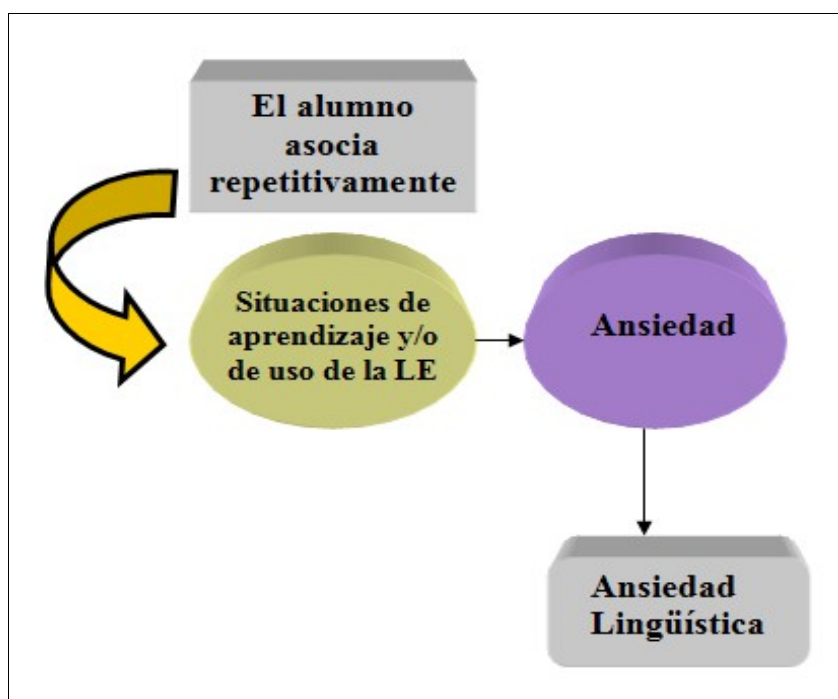 El alumno
asocia
repetitivamente
Situaciones de
aprendizaje y/o
de uso de la LE
Ansiedad
Ansiedad
Lingüística